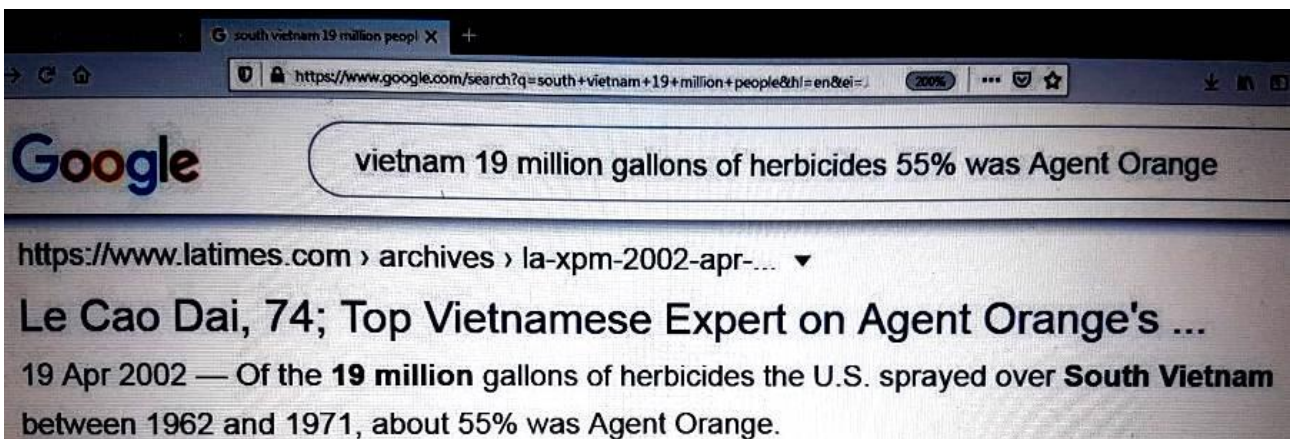 G south vietnam 19 million peopl X +
https://www.google.com/search?q=south+vietnam+19+million+people&hl=en&ei= 200% ...
Google vietnam 19 million gallons of herbicides 55% was Agent Orange
https://www.latimes.com › archives › la-xpm-2002-apr-... ▼
Le Cao Dai, 74; Top Vietnamese Expert on Agent Orange's ...
19 Apr 2002 — Of the 19 million gallons of herbicides the U.S. sprayed over South Vietnam
between 1962 and 1971, about 55% was Agent Orange.